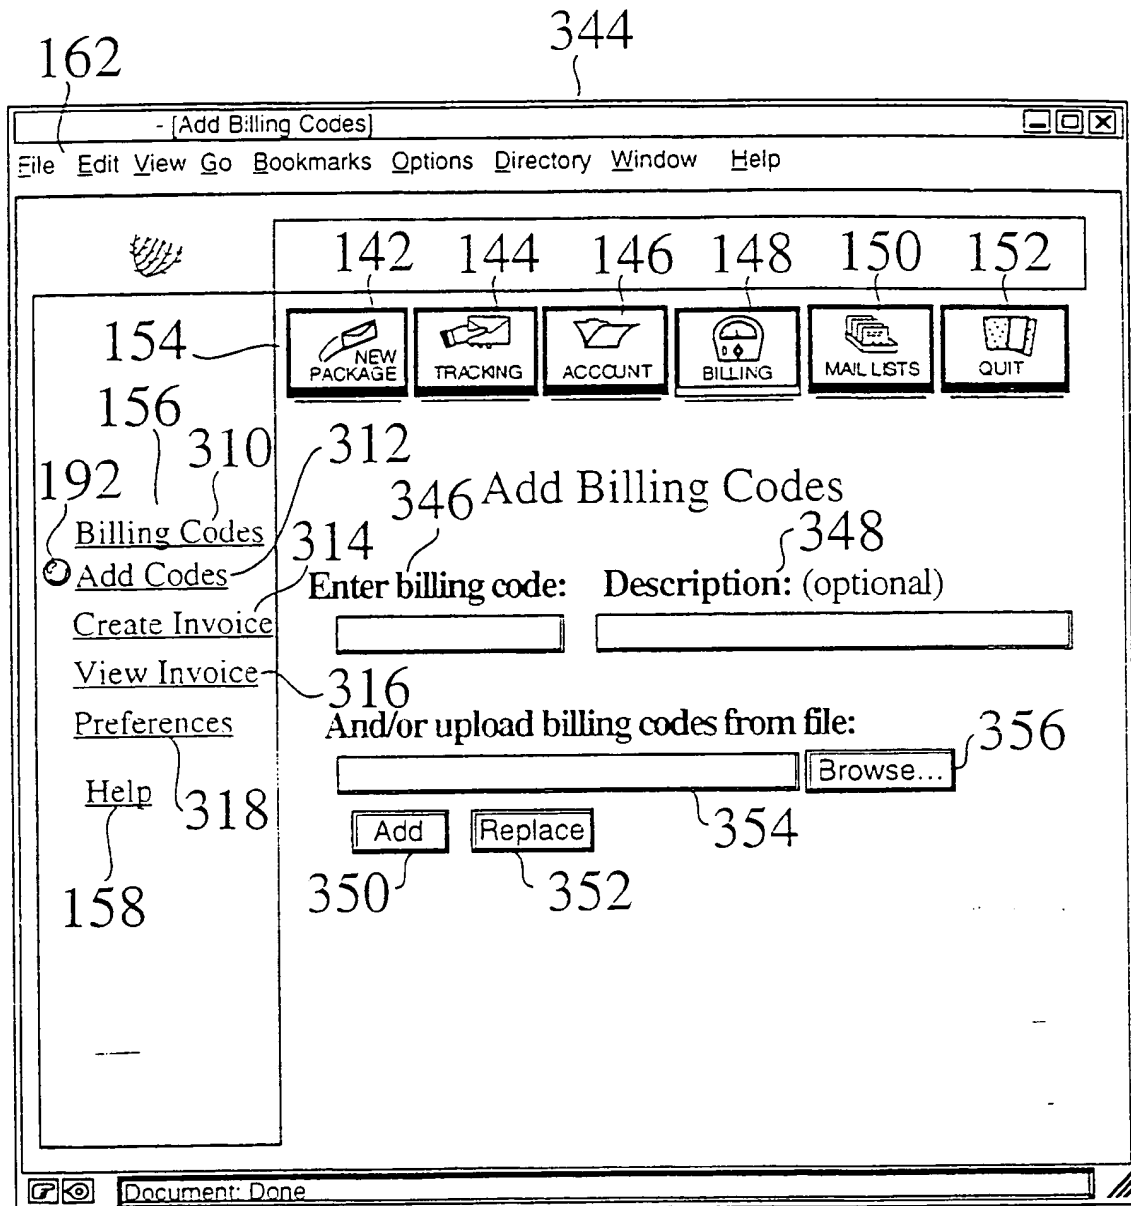 344
162
- [Add Billing Codes]
File Edit View Go Bookmarks Options Directory Window Help
142 144 146 148 150 152
154
NEW PACKAGE TRACKING ACCOUNT BILLING MAIL LISTS QUIT
156
310
312
192
346 Add Billing Codes
Billing Codes
314
348
Add Codes
Enter billing code: Description: (optional)
Create Invoice
View Invoice
316
Preferences
And/or upload billing codes from file:
356
Browse...
Help
318
354
Add Replace
158
350 352
Document: Done